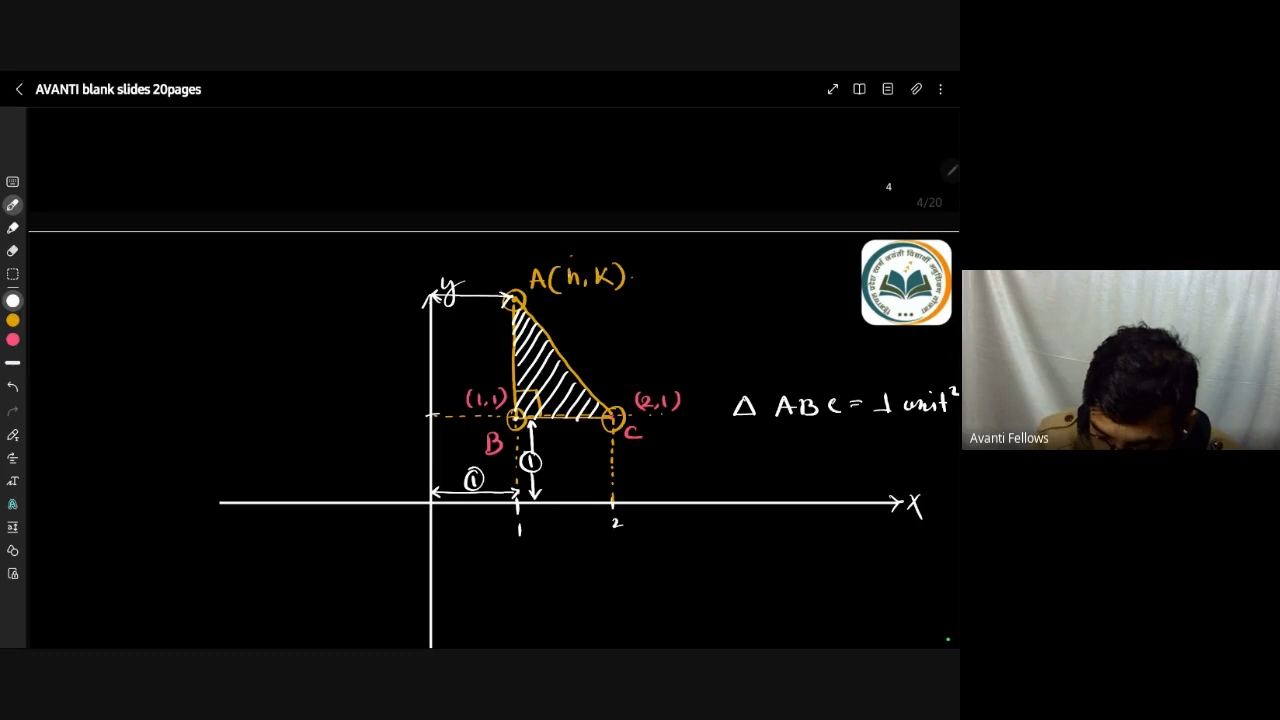 AVANTI blank slides 20pages
4
4/20
y
A(h,K).
(1,1)
(2,1)
△ ABC = 1 unit²
B
C
①
①
X
1
2
Avanti Fellows